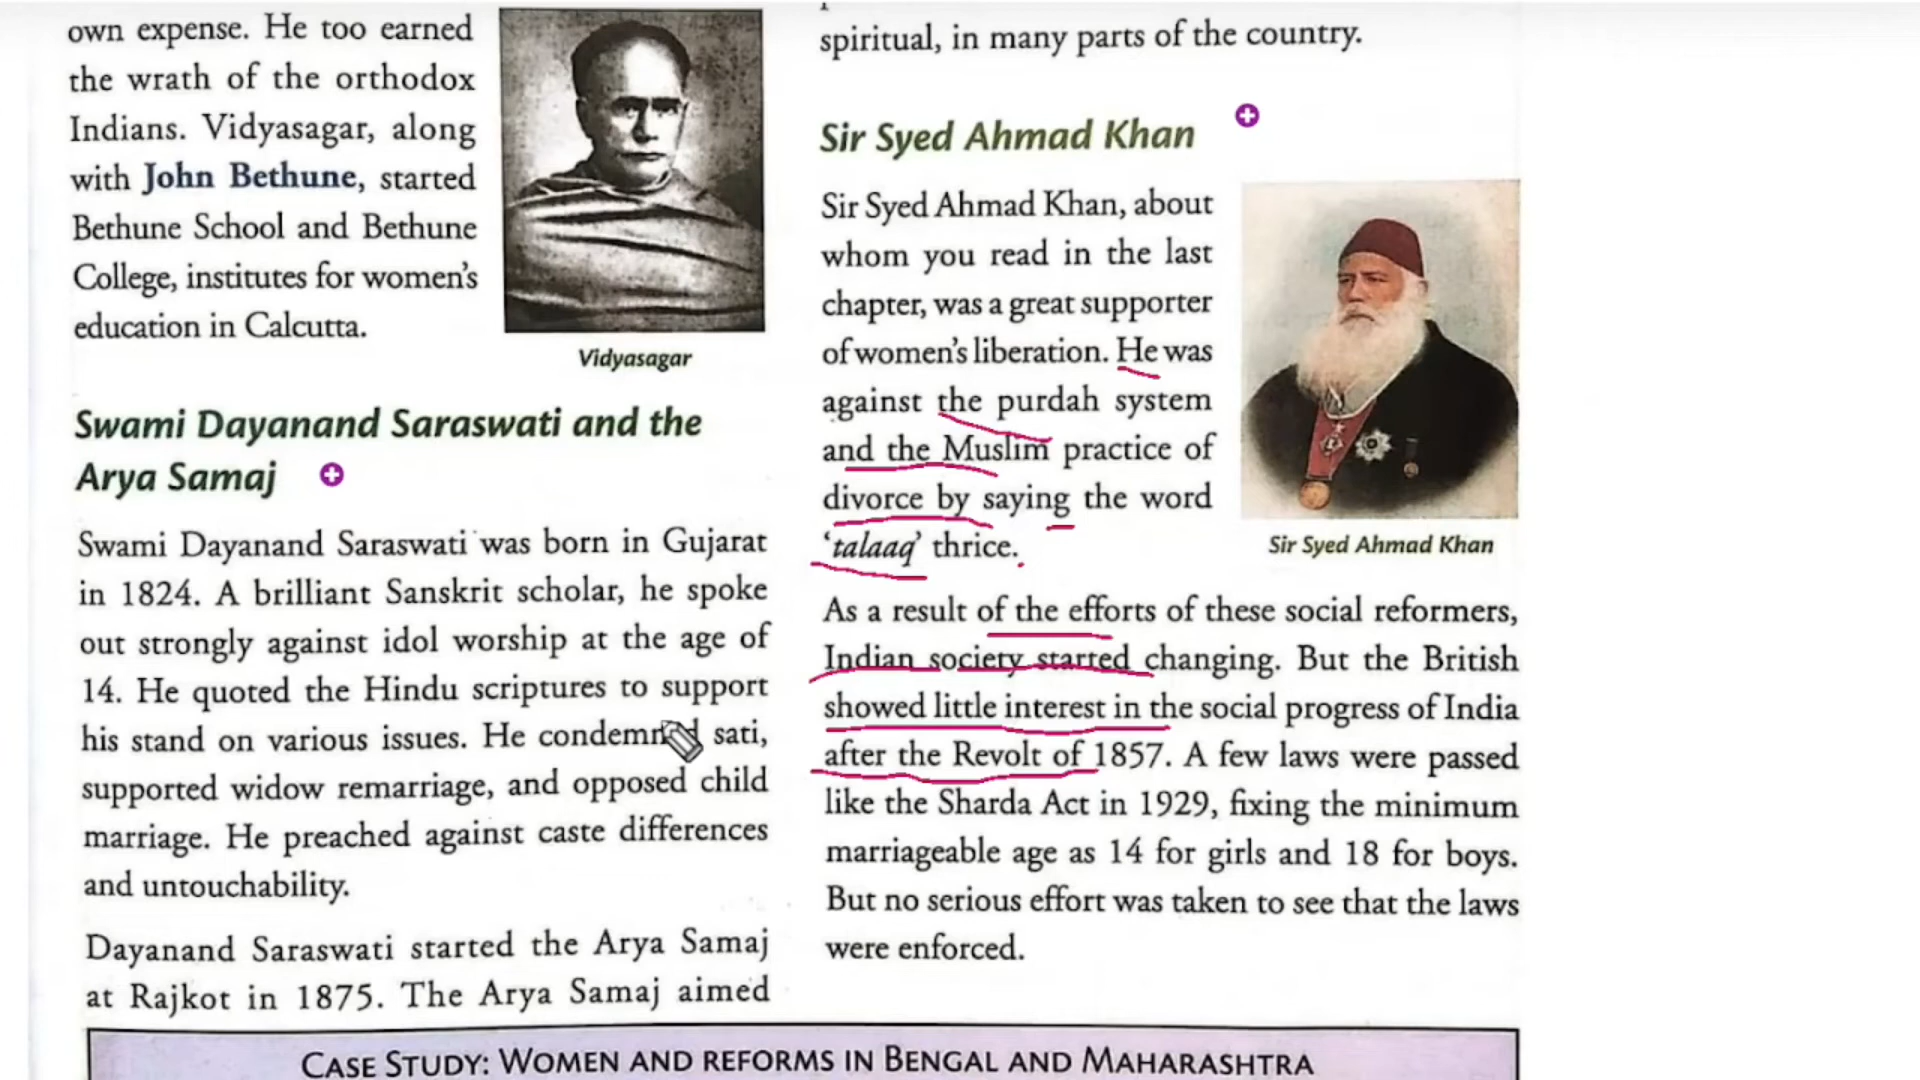 own expense. He too earned
the wrath of the orthodox
Indians. Vidyasagar, along
with John Bethune, started
Bethune School and Bethune
College, institutes for women's
education in Calcutta.
Vidyasagar
Swami Dayanand Saraswati and the
Arya Samaj
Swami Dayanand Saraswati was born in Gujarat
in 1824. A brilliant Sanskrit scholar, he spoke
out strongly against idol worship at the age of
14. He quoted the Hindu scriptures to support
his stand on various issues. He condemned sati,
supported widow remarriage, and opposed child
marriage. He preached against caste differences
and untouchability.
Dayanand Saraswati started the Arya Samaj
at Rajkot in 1875. The Arya Samaj aimed
spiritual, in many parts of the country.
Sir Syed Ahmad Khan
Sir Syed Ahmad Khan, about
whom you read in the last
chapter, was a great supporter
of women's liberation. He was
against the purdah system
and the Muslim practice of
divorce by saying the word
'talaaq' thrice.
Sir Syed Ahmad Khan
As a result of the efforts of these social reformers,
Indian society started changing. But the British
showed little interest in the social progress of India
after the Revolt of 1857. A few laws were passed
like the Sharda Act in 1929, fixing the minimum
marriageable age as 14 for girls and 18 for boys.
But no serious effort was taken to see that the laws
were enforced.
CASE STUDY: WOMEN AND REFORMS IN BENGAL AND MAHARASHTRA